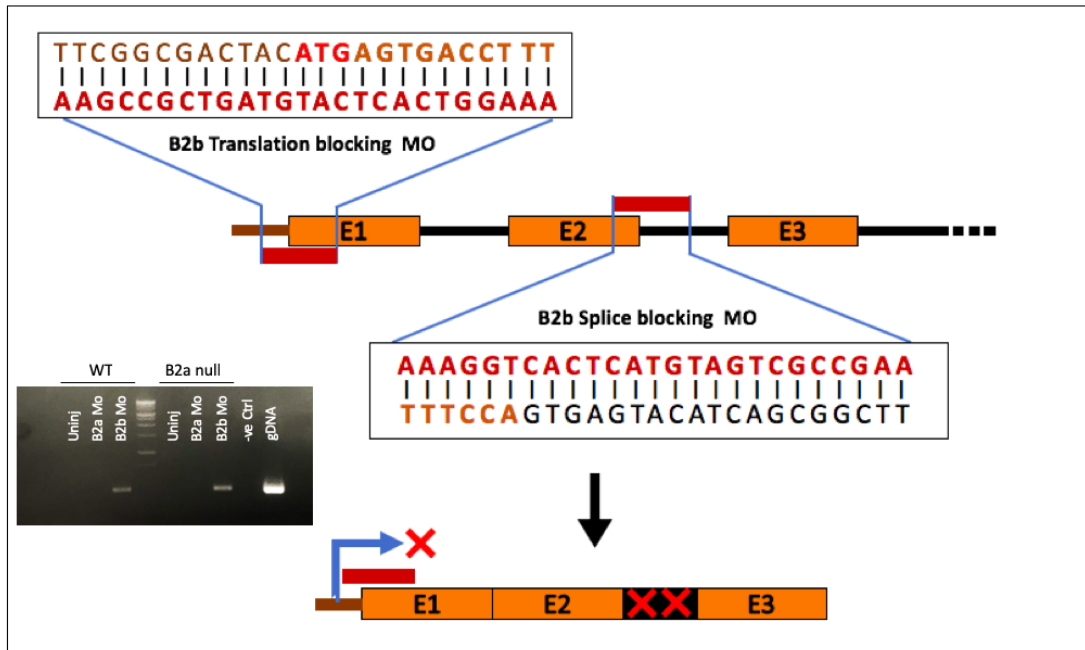 TTCGGCGACTACATGAGTGACCTTT
AAGCCGCTGATGTACTCACTGGAAA
B2b Translation blocking MO
E1 E2 E3
B2b Splice blocking MO
AAAGGTCACTCATGTAGTCGCCGAA
TTTCCAGTGAGTACATCAGCGGCTT
WT B2a null
Uninj
B2a Mo
B2b Mo
Uninj
B2a Mo
B2b Mo
-ve Ctrl
gDNA
E1 E2 E3